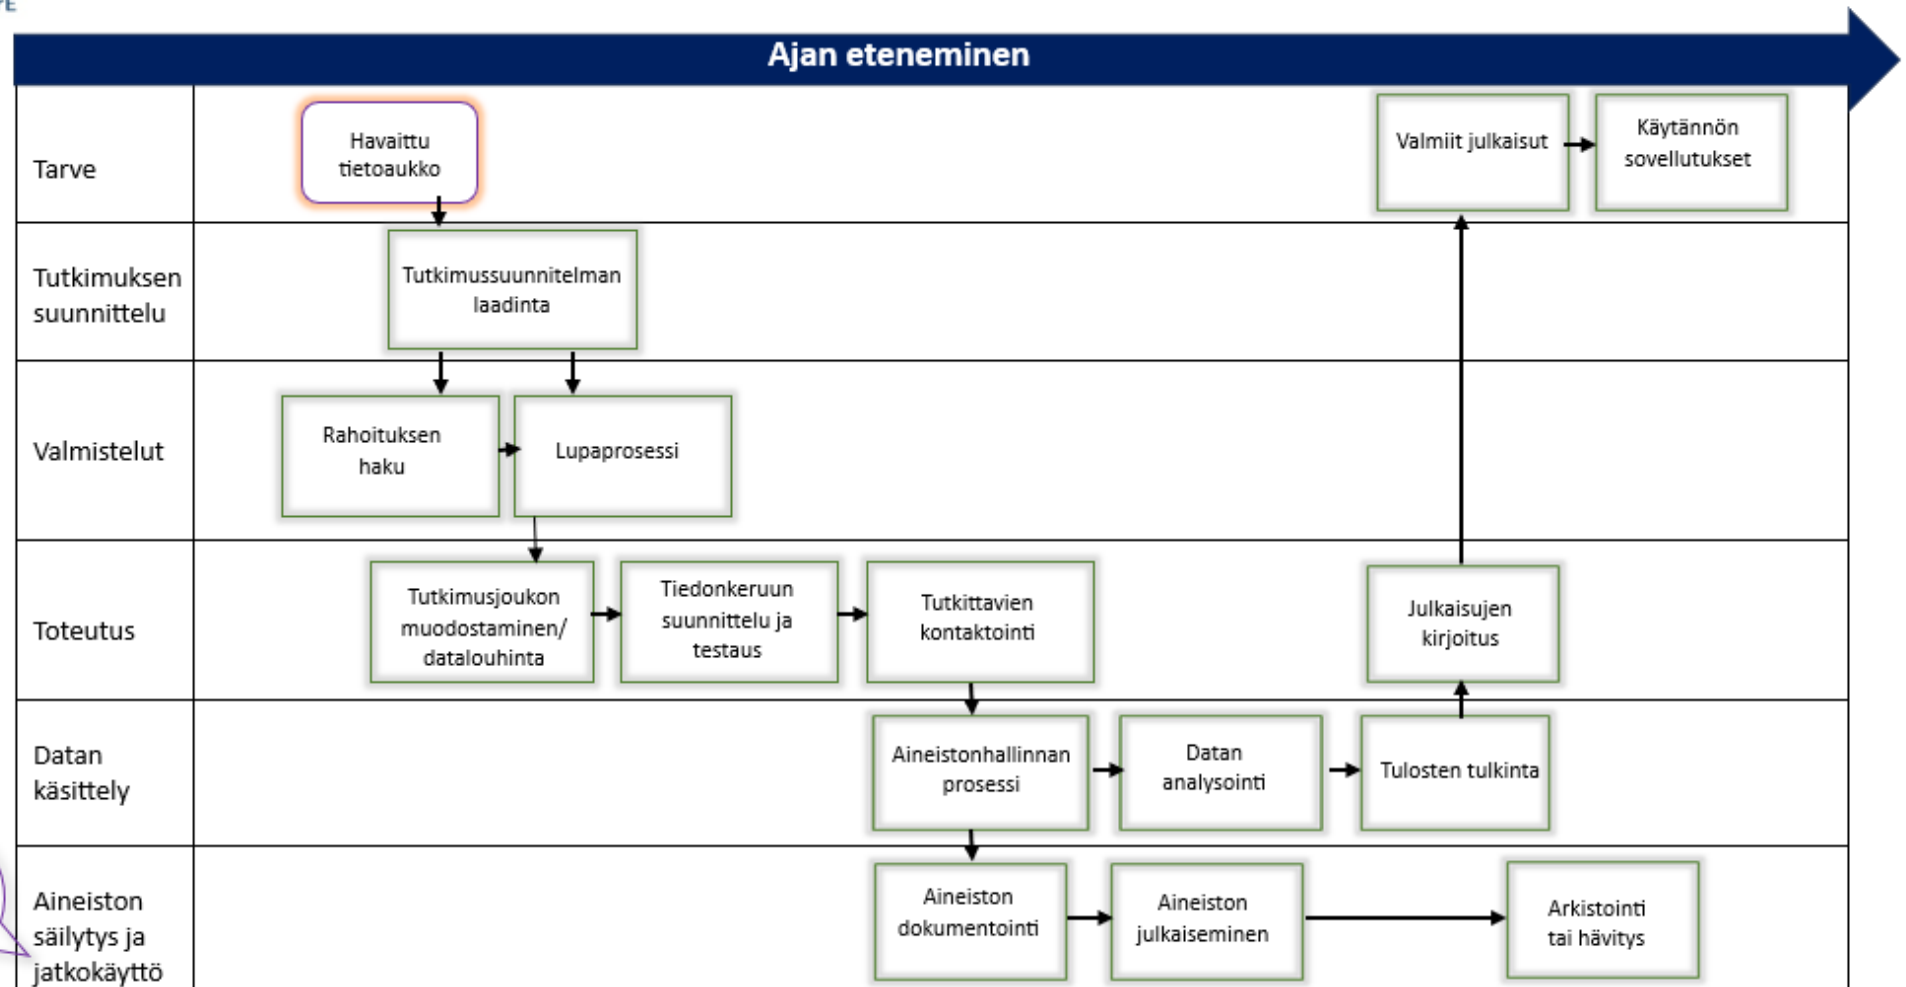 Ajan eteneminen
Tarve
Havaittu
tietoaukko
Valmiit julkaisut
Käytännön
sovellutukset
Tutkimuksen
suunnittelu
Tutkimussuunnitelman
laadinta
Valmistelut
Rahoituksen
haku
Lupaprosessi
Toteutus
Tutkimusjoukon
muodostaminen/
datalouhinta
Tiedonkeruun
suunnittelu ja
testaus
Tutkittavien
kontaktointi
Julkaisujen
kirjoitus
Datan
käsittely
Aineistonhallinnan
prosessi
Datan
analysointi
Tulosten tulkinta
Aineiston
säilytys ja
jatkokäyttö
Aineiston
dokumentointi
Aineiston
julkaiseminen
Arkistointi
tai hävitys